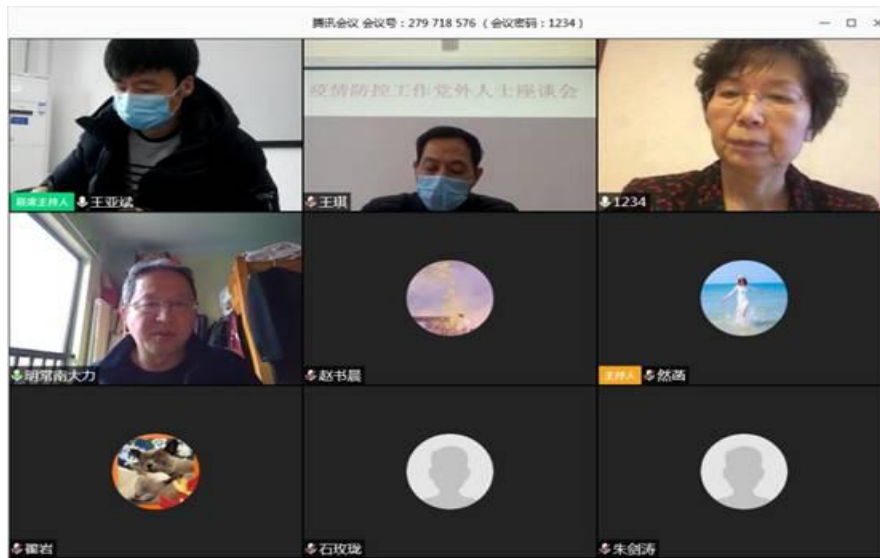 腾讯会议 会议号：279 718 576 （会议密码：1234）
疫情防控工作党外人士座谈会
联席主持人 王亚斌
王琪
1234
明常南大力
赵书晨
主持人 然菡
翟岩
石玫珑
朱剑涛